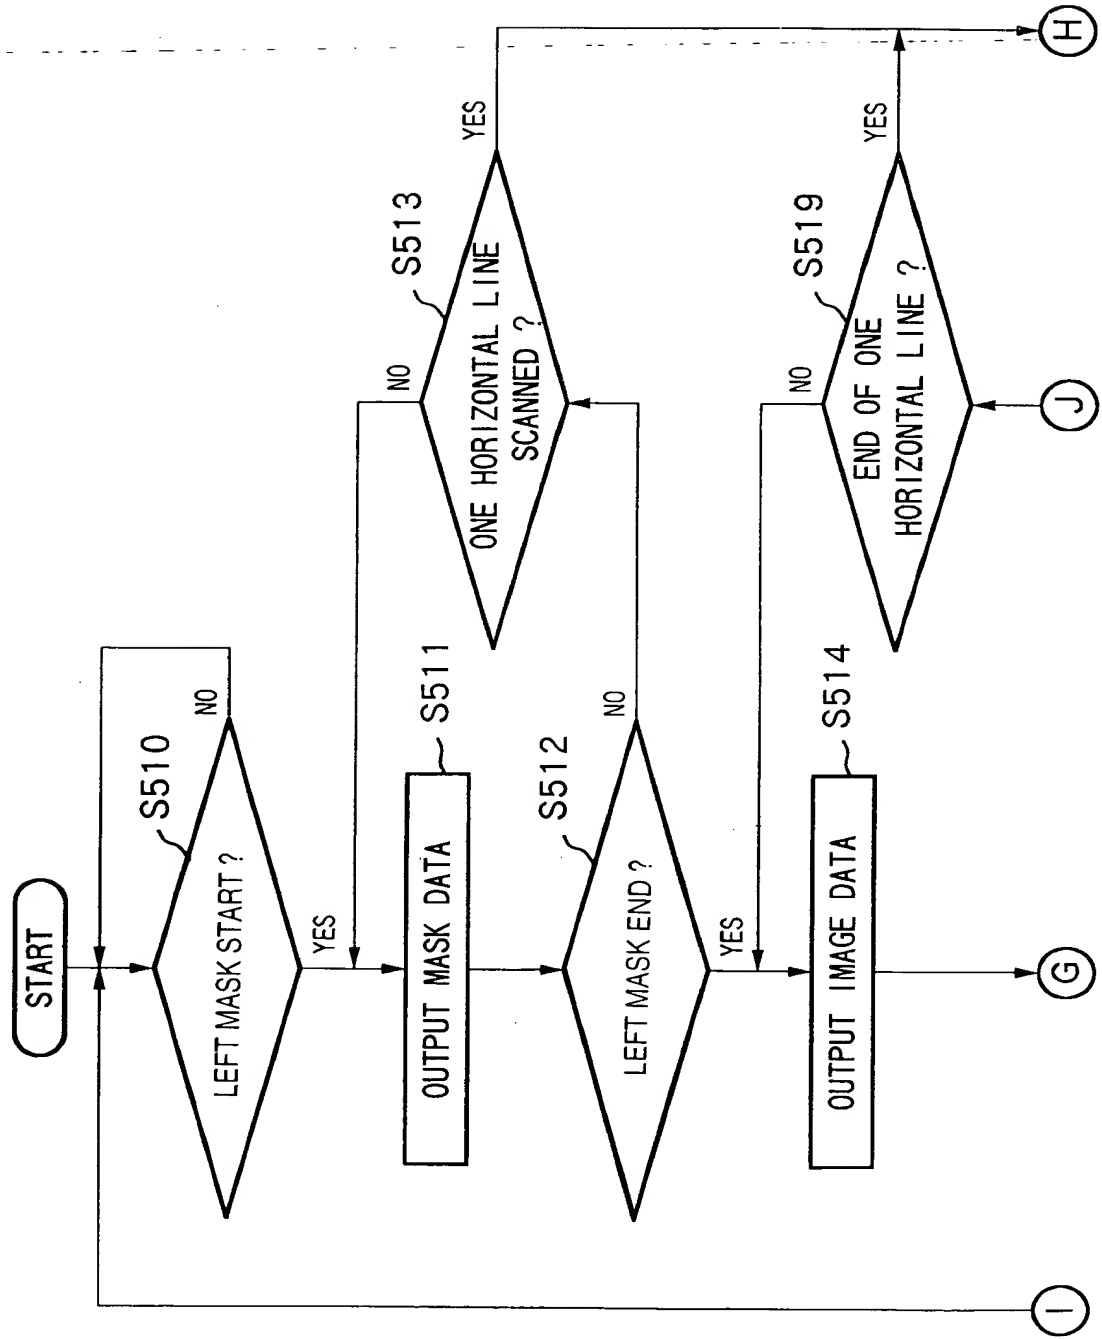 START
LEFT MASK START?
S510
NO
YES
OUTPUT MASK DATA
S511
NO
ONE HORIZONTAL LINE
SCANNED ?
S513
YES
LEFT MASK END?
S512
NO
YES
OUTPUT IMAGE DATA
S514
NO
END OF ONE
HORIZONTAL LINE ?
S519
YES
I
G
J
H